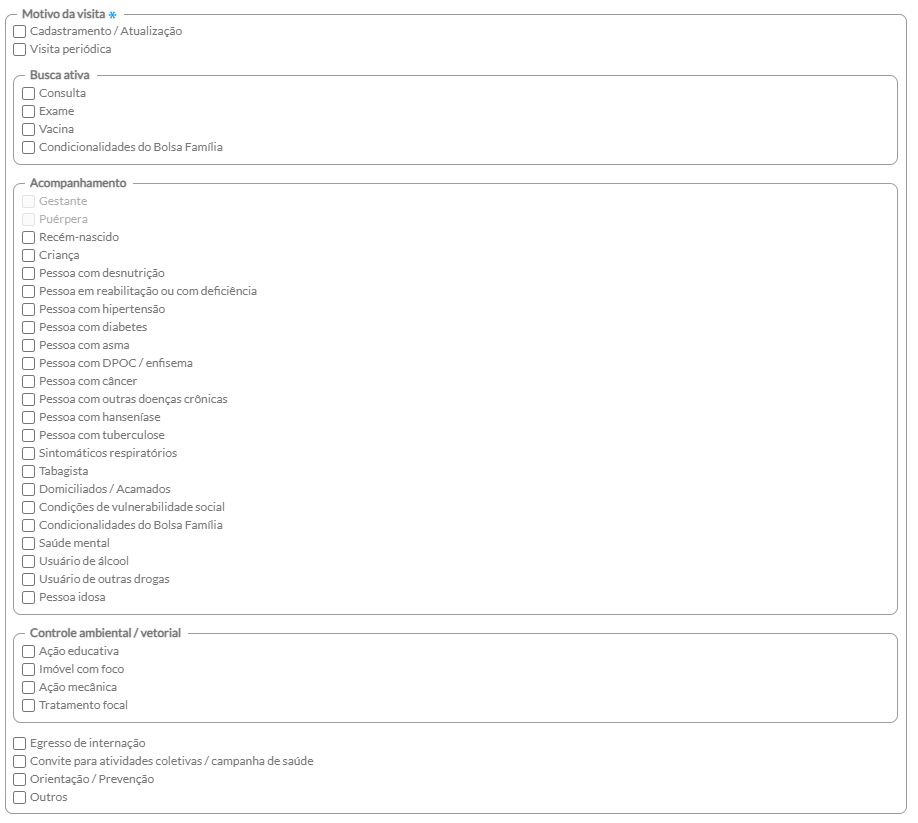 Motivo da visita *
Cadastramento / Atualização
Visita periódica
Busca ativa
Consulta
Exame
Vacina
Condicionalidades do Bolsa Família
Acompanhamento
Gestante
Puérpera
Recém-nascido
Criança
Pessoa com desnutrição
Pessoa em reabilitação ou com deficiência
Pessoa com hipertensão
Pessoa com diabetes
Pessoa com asma
Pessoa com DPOC / enfisema
Pessoa com câncer
Pessoa com outras doenças crônicas
Pessoa com hanseníase
Pessoa com tuberculose
Sintomáticos respiratórios
Tabagista
Domiciliados / Acamados
Condições de vulnerabilidade social
Condicionalidades do Bolsa Família
Saúde mental
Usuário de álcool
Usuário de outras drogas
Pessoa idosa
Controle ambiental / vetorial
Ação educativa
Imóvel com foco
Ação mecânica
Tratamento focal
Egresso de internação
Convite para atividades coletivas / campanha de saúde
Orientação / Prevenção
Outros